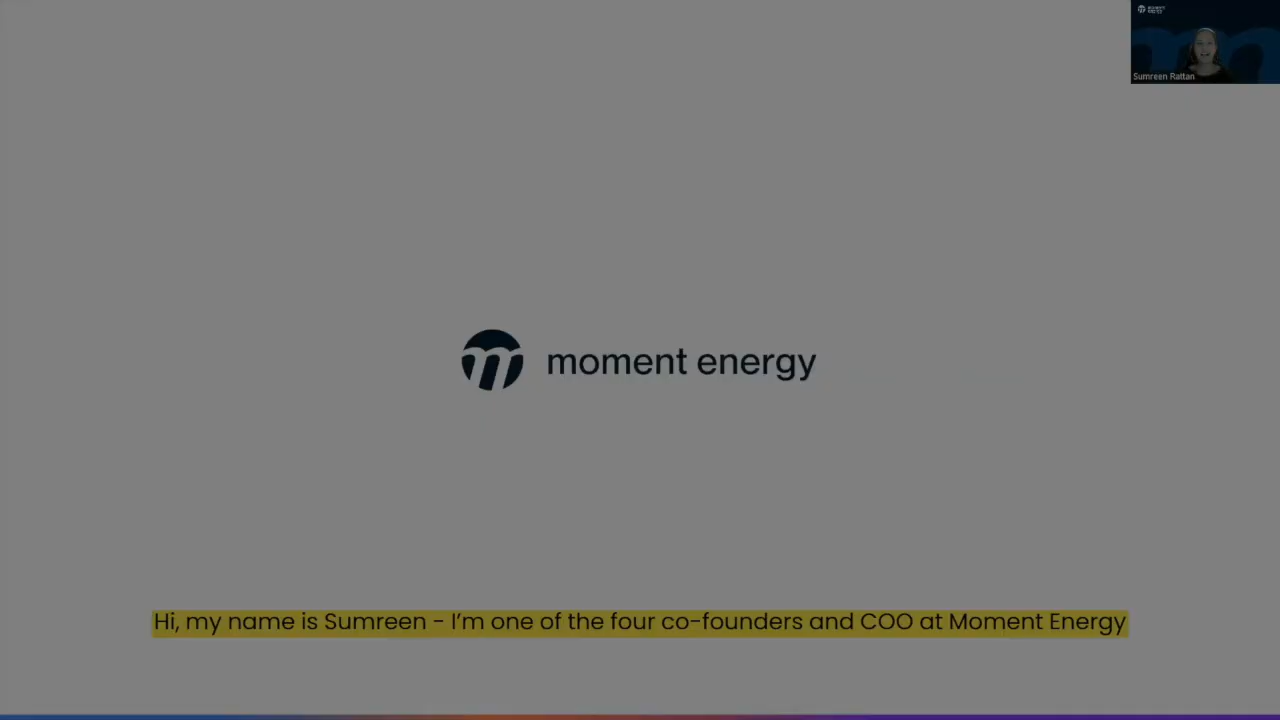 Sumreen Rattan
moment energy
Hi, my name is Sumreen - I'm one of the four co-founders and COO at Moment Energy